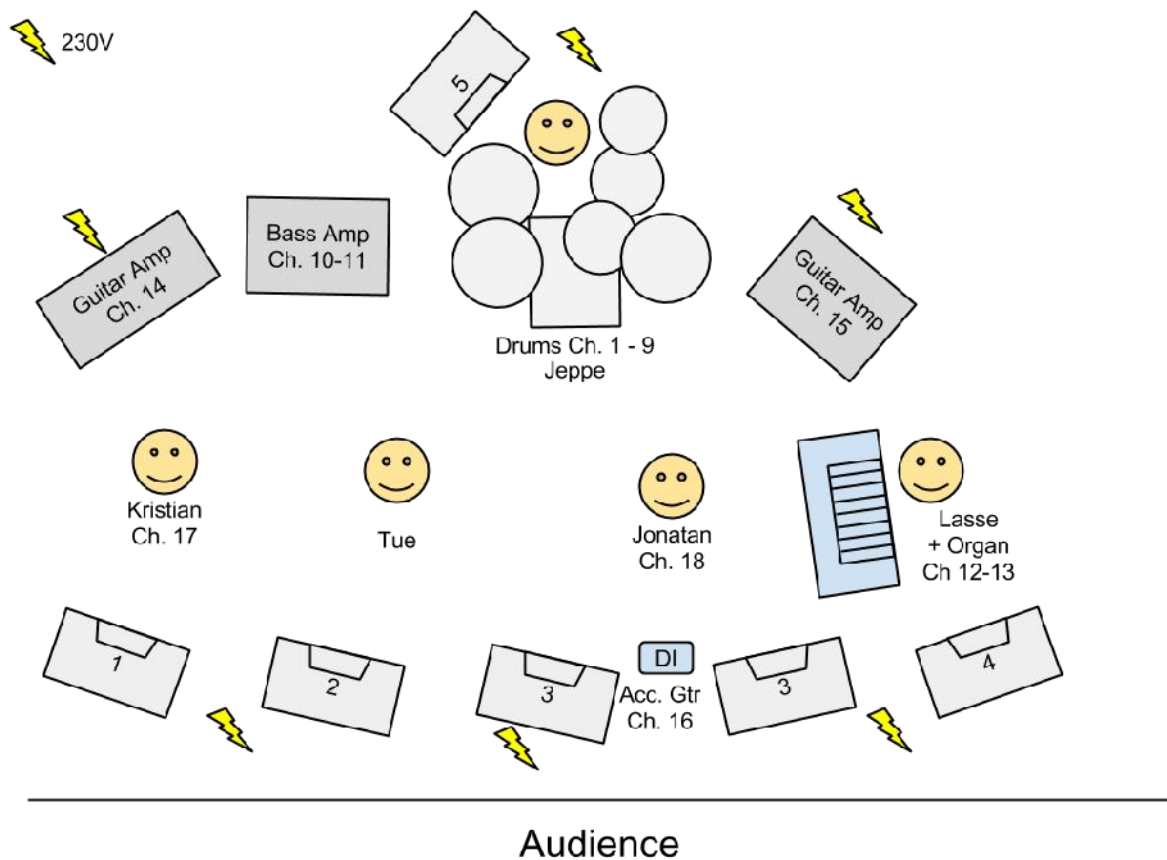 230V
5
Guitar Amp
Ch. 14
Bass Amp
Ch. 10-11
Guitar Amp
Ch. 15
Drums Ch. 1 - 9
Jeppe
Kristian
Ch. 17
Tue
Jonatan
Ch. 18
Lasse
+ Organ
Ch 12-13
1
2
3
DI
Acc. Gtr
Ch. 16
3
4
Audience